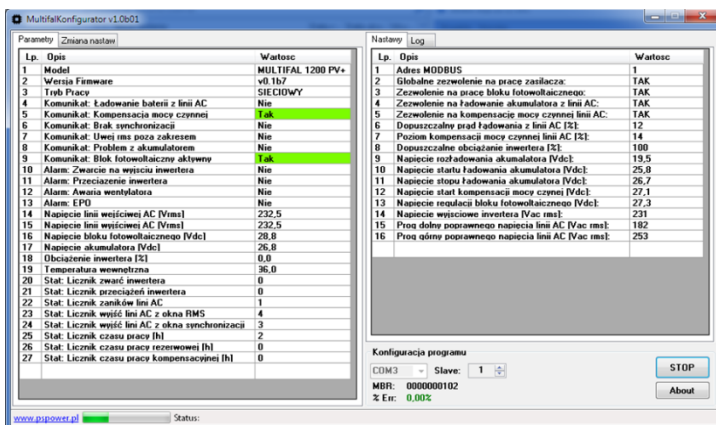 MultifalKonfigurator v1.0b01
Parametry Zmiana nastaw
Lp. Opis Wartosc
1 Model MULTIFAL 1200 PV+
2 Wersja Firmware v0.1b7
3 Tryb Pracy SIECIOWY
4 Komunikat: Ładowanie baterii z linii AC Nie
5 Komunikat: Kompensacja mocy czynnej Tak
6 Komunikat: Brak synchronizacji Nie
7 Komunikat: Uwej rms poza zakresem Nie
8 Komunikat: Problem z akumulatorem Nie
9 Komunikat: Blok fotowoltaiczny aktywny Tak
10 Alarm: Zwarcie na wyjsciu inwertera Nie
11 Alarm: Przeciazenie inwertera Nie
12 Alarm: Awaria wentylatora Nie
13 Alarm: EPO Nie
14 Napięcie linii wejściwej AC [Vrms] 232,5
15 Napięcie linii wyjściwej AC [Vrms] 232,5
16 Napięcie bloku fotowoltaicznego [Vdc] 28,8
17 Napięcie akumulatora [Vdc] 26,8
18 Obciążenie inwertera [%] 0,0
19 Temperatura wewnętrzna 36,0
20 Stat: Licznik zwarć inwertera 0
21 Stat: Licznik przeciążeń inwertera 0
22 Stat: Licznik zaników lini AC 1
23 Stat: Licznik wyjść lini AC z okna RMS 4
24 Stat: Licznik wyjść lini AC z okna synchronizacji 3
25 Stat: Licznik czasu pracy [h] 2
26 Stat: Licznik czasu pracy rezerwowej [h] 0
27 Stat: Licznik czasu pracy kompensacyjnej [h] 0
Nastawy Log
Lp. Opis Wartosc
1 Adres MODBUS 1
2 Globalne zezwolenie na pracę zasilacza: TAK
3 Zezwolenie na pracę bloku fotowoltaicznego: TAK
4 Zezwolenie na ładowanie akumulatora z linii AC: TAK
5 Zezwolenie na kompensację mocy czynnej linii AC: TAK
6 Dopuszczalny prąd ładowania z linii AC [%]: 12
7 Poziom kompensacji mocy czynnej linii AC [%]: 14
8 Dopuszczalne obciążanie inwertera [%]: 100
9 Napięcie rozładowania akumalatora [Vdc]: 19,5
10 Napięcie startu ładowania akumalatora [Vdc]: 25,8
11 Napięcie stopu ładowania akumalatora [Vdc]: 26,7
12 Napięcie start kompensacji mocy czynej [Vdc]: 27,1
13 Napięcie regulacji bloku fotowoltaicznego [Vdc]: 27,3
14 Napięcie wyjsciowe invertera [Vac rms]: 231
15 Prog dolny poprawnego napięcia linii AC [Vac rms]: 182
16 Prog górny poprawnego napięcia linii AC [Vac rms]: 253
Konfiguracja programu
COM3 Slave: 1
STOP
MBR: 0000000102
% Err: 0,00%
About
www.pspower.pl Status: